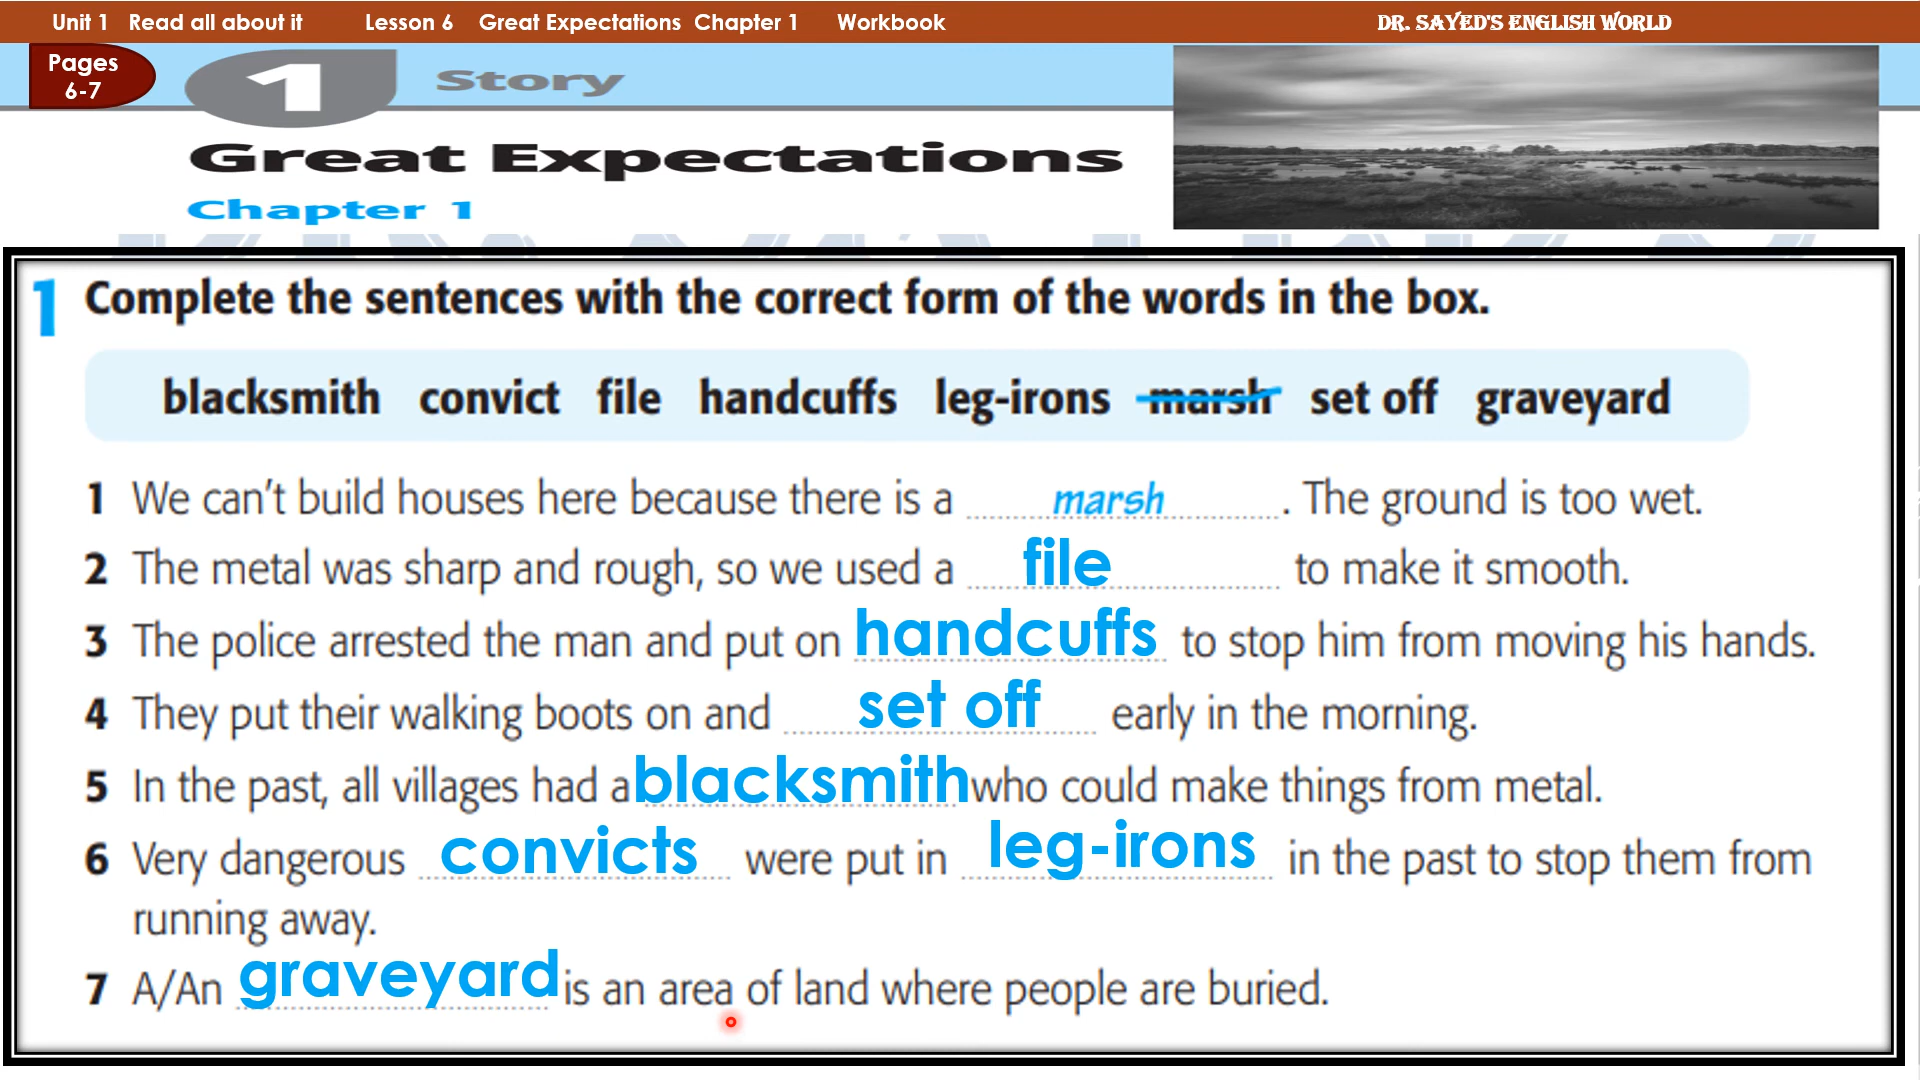 Unit 1 Read all about it Lesson 6 Great Expectations Chapter 1 Workbook DR. SAYED'S ENGLISH WORLD
Pages
6-7
1 Story
Great Expectations
Chapter 1
1 Complete the sentences with the correct form of the words in the box.
blacksmith convict file handcuffs leg-irons marsh set off graveyard
1 We can't build houses here because there is a marsh. The ground is too wet.
2 The metal was sharp and rough, so we used a file to make it smooth.
3 The police arrested the man and put on handcuffs to stop him from moving his hands.
4 They put their walking boots on and set off early in the morning.
5 In the past, all villages had a blacksmith who could make things from metal.
6 Very dangerous convicts were put in leg-irons in the past to stop them from
running away.
7 A/An graveyard is an area of land where people are buried.